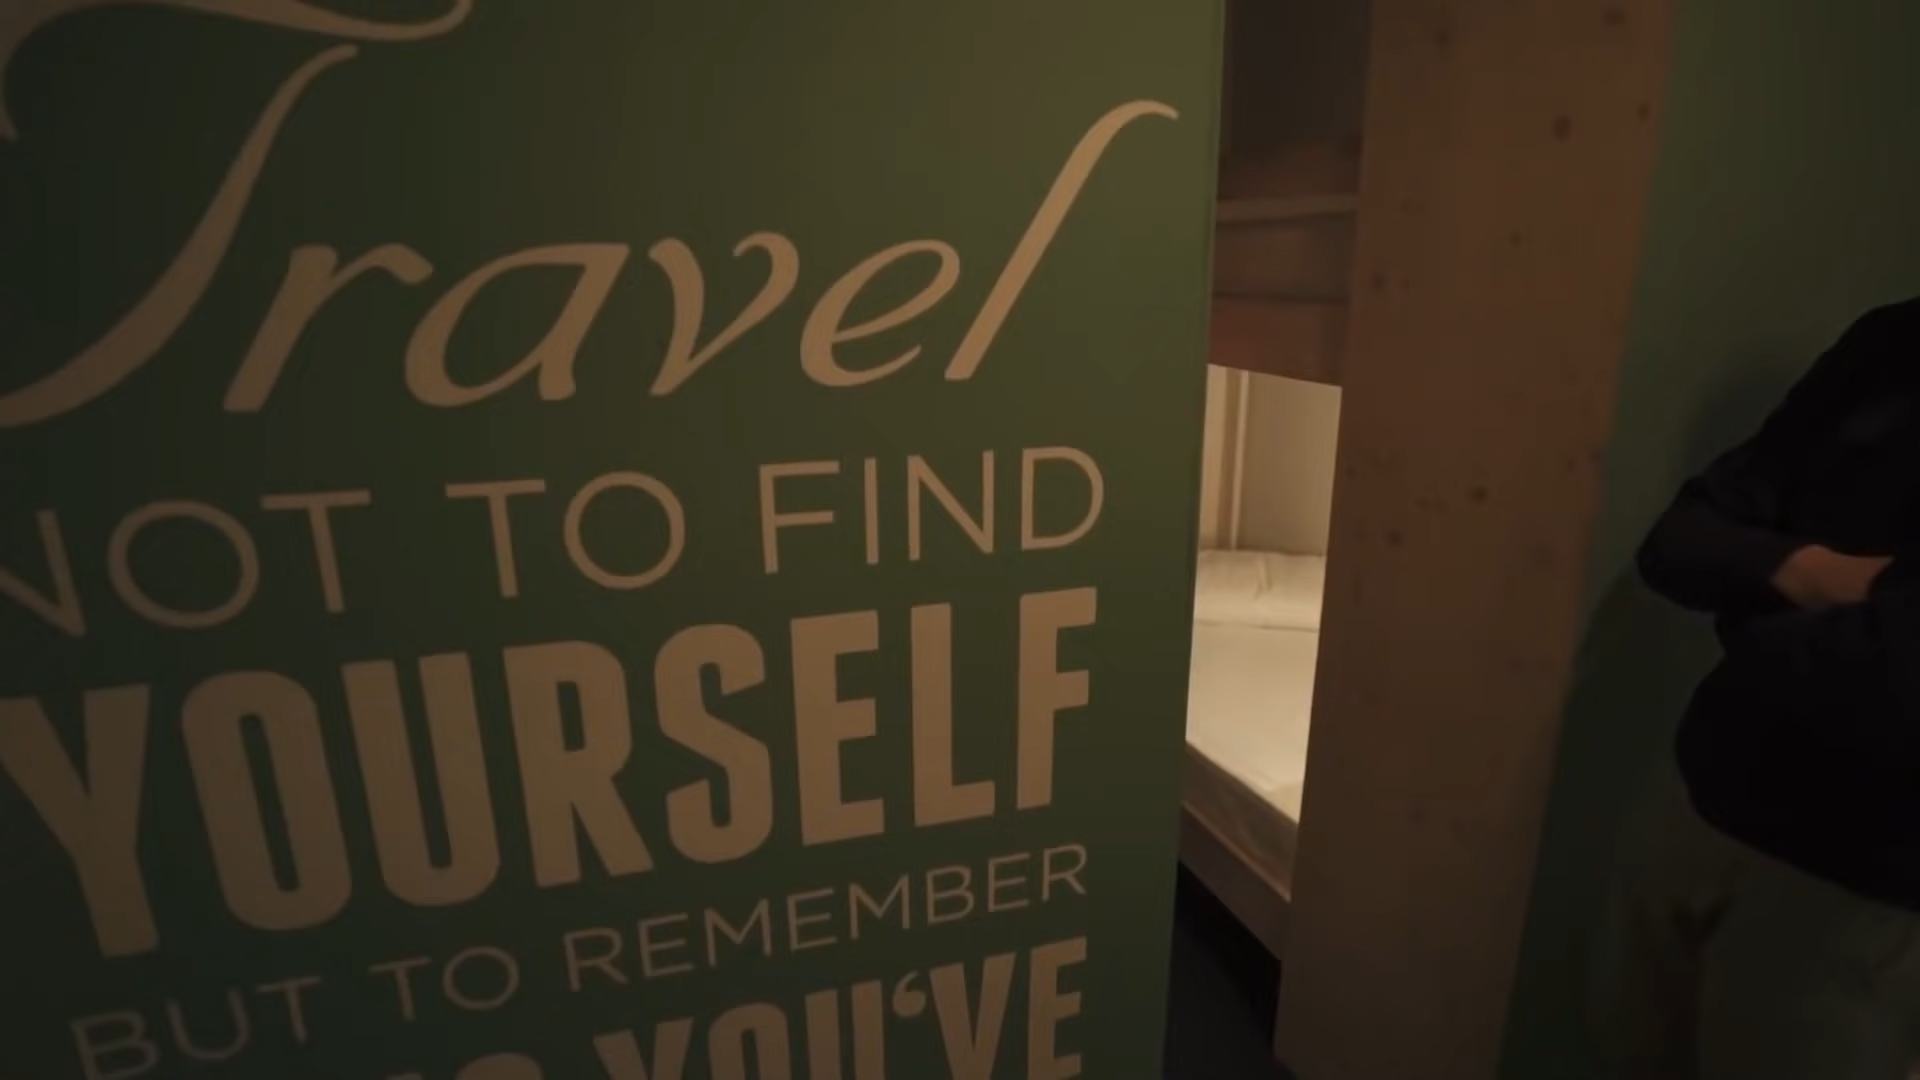 Travel
NOT TO FIND
YOURSELF
BUT TO REMEMBER
YOU‘VE